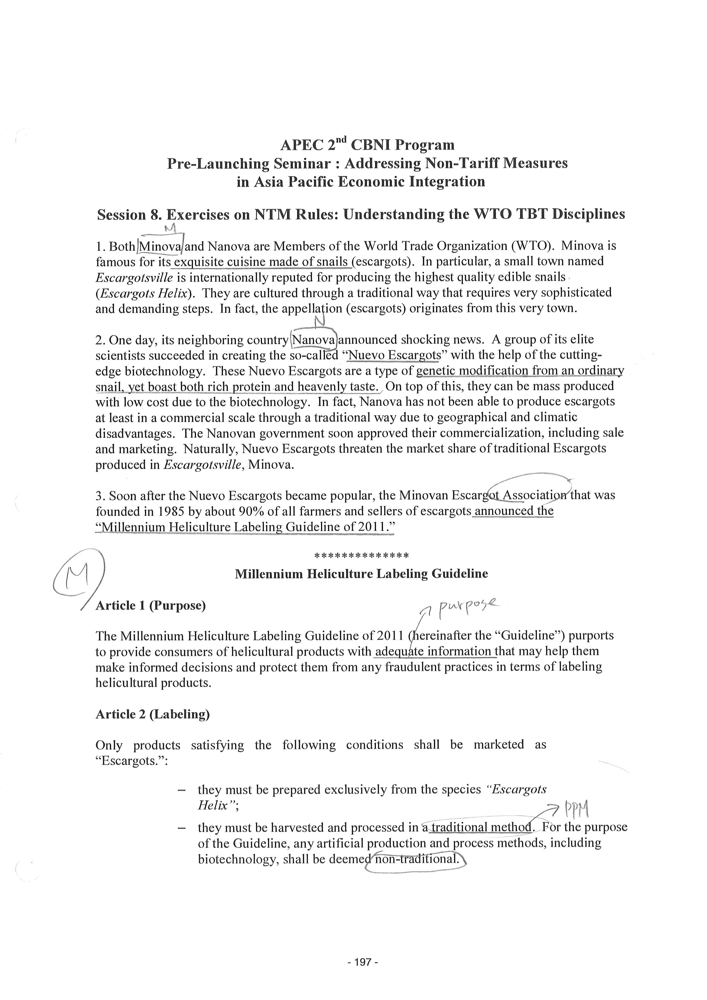 APEC 2nd CBNI Program
Pre-Launching Seminar : Addressing Non-Tariff Measures
in Asia Pacific Economic Integration
Session 8. Exercises on NTM Rules: Understanding the WTO TBT Disciplines
M
1. Both Minova and Nanova are Members of the World Trade Organization (WTO). Minova is
famous for its exquisite cuisine made of snails (escargots). In particular, a small town named
Escargotsville is internationally reputed for producing the highest quality edible snails
(Escargots Helix). They are cultured through a traditional way that requires very sophisticated
and demanding steps. In fact, the appellation (escargots) originates from this very town.
N
2. One day, its neighboring country Nanova announced shocking news. A group of its elite
scientists succeeded in creating the so-called “Nuevo Escargots” with the help of the cutting-
edge biotechnology. These Nuevo Escargots are a type of genetic modification from an ordinary
snail, yet boast both rich protein and heavenly taste. On top of this, they can be mass produced
with low cost due to the biotechnology. In fact, Nanova has not been able to produce escargots
at least in a commercial scale through a traditional way due to geographical and climatic
disadvantages. The Nanovan government soon approved their commercialization, including sale
and marketing. Naturally, Nuevo Escargots threaten the market share of traditional Escargots
produced in Escargotsville, Minova.
3. Soon after the Nuevo Escargots became popular, the Minovan Escargot Association that was
founded in 1985 by about 90% of all farmers and sellers of escargots announced the
“Millennium Heliculture Labeling Guideline of 2011.”
**************
M
Millennium Heliculture Labeling Guideline
Article 1 (Purpose)
purpose
The Millennium Heliculture Labeling Guideline of 2011 (hereinafter the “Guideline”) purports
to provide consumers of helicultural products with adequate information that may help them
make informed decisions and protect them from any fraudulent practices in terms of labeling
helicultural products.
Article 2 (Labeling)
Only products satisfying the following conditions shall be marketed as
“Escargots.”:
– they must be prepared exclusively from the species “Escargots
Helix”;
PPM
– they must be harvested and processed in a traditional method. For the purpose
of the Guideline, any artificial production and process methods, including
biotechnology, shall be deemed non-traditional.
- 197 -